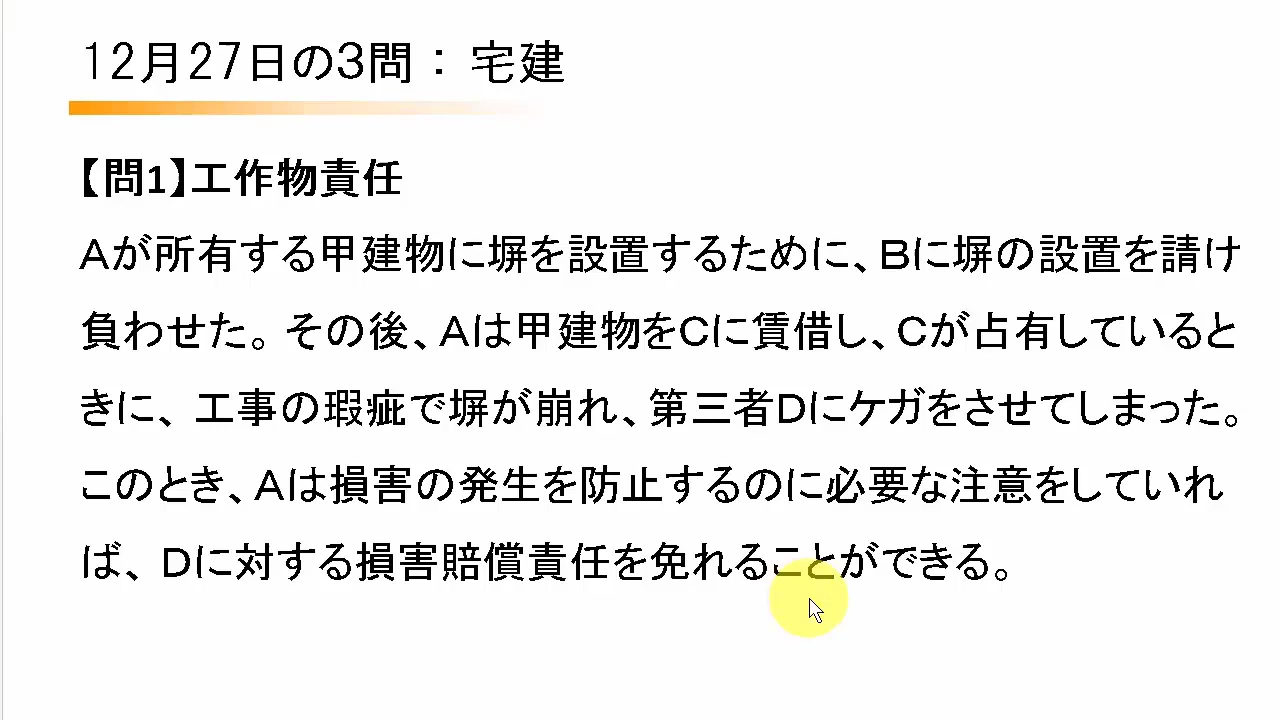 12月27日の3問：宅建
【問1】工作物責任
Aが所有する甲建物に塀を設置するために、Bに塀の設置を請け
負わせた。その後、Aは甲建物をCに賃借し、Cが占有していると
きに、工事の瑕疵で塀が崩れ、第三者Dにケガをさせてしまった。
このとき、Aは損害の発生を防止するのに必要な注意をしていれ
ば、Dに対する損害賠償責任を免れることができる。